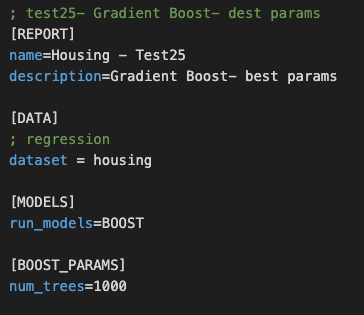 ; test25- Gradient Boost- dest params
[REPORT]
name=Housing - Test25
description=Gradient Boost- best params
[DATA]
; regression
dataset = housing
[MODELS]
run_models=BOOST
[BOOST_PARAMS]
num_trees=1000